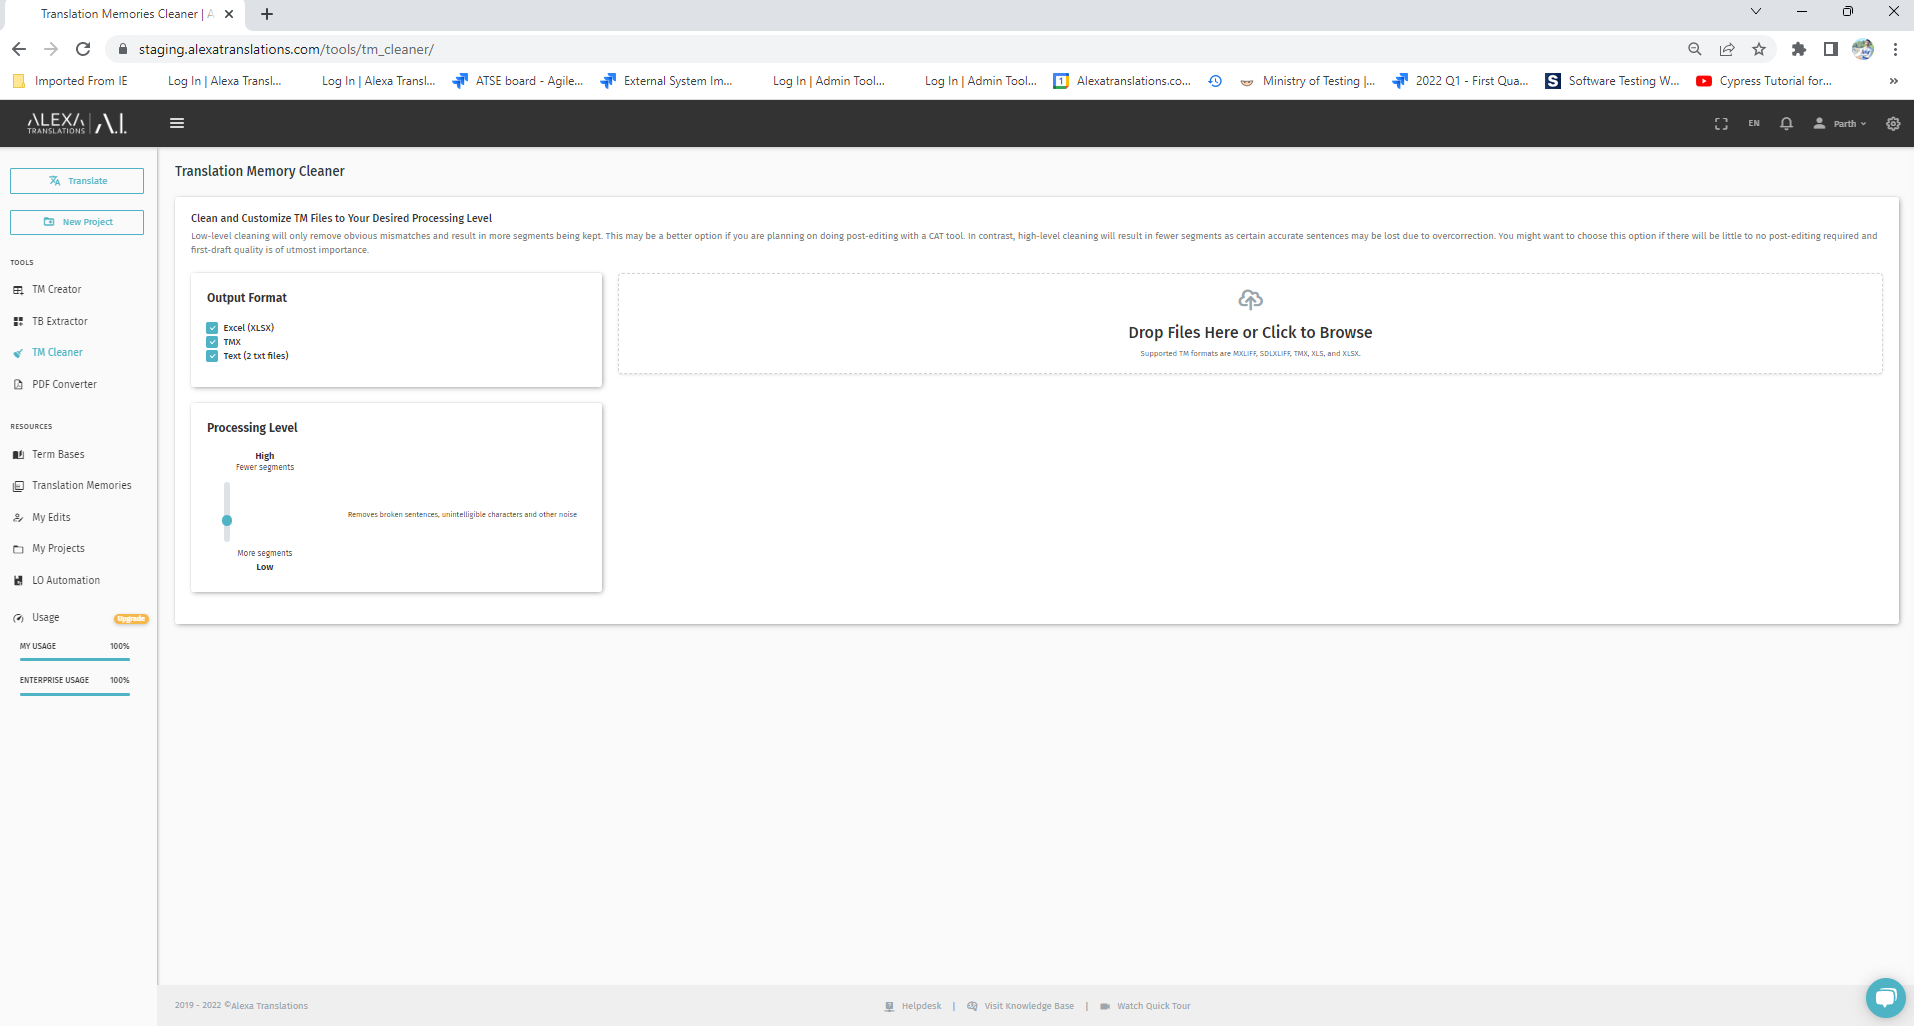 Translation Memories Cleaner | A
staging.alexatranslations.com/tools/tm_cleaner/
Imported From IE
Log In | Alexa Transl...
Log In | Alexa Transl...
ATSE board - Agile...
External System Im...
Log In | Admin Tool...
Log In | Admin Tool...
1
Alexatranslations.co...
Ministry of Testing |...
2022 Q1 - First Qua...
S
Software Testing W...
Cypress Tutorial for...
»
ALEXA
TRANSLATIONS
A.I.
EN
Parth
Translate
New Project
TOOLS
TM Creator
TB Extractor
TM Cleaner
PDF Converter
RESOURCES
Term Bases
Translation Memories
My Edits
My Projects
LO Automation
Usage
Upgrade
MY USAGE 100%
ENTERPRISE USAGE 100%
Translation Memory Cleaner
Clean and Customize TM Files to Your Desired Processing Level
Low-level cleaning will only remove obvious mismatches and result in more segments being kept. This may be a better option if you are planning on doing post-editing with a CAT tool. In contrast, high-level cleaning will result in fewer segments as certain accurate sentences may be lost due to overcorrection. You might want to choose this option if there will be little to no post-editing required and
first-draft quality is of utmost importance.
Output Format
Excel (XLSX)
TMX
Text (2 txt files)
Drop Files Here or Click to Browse
Supported TM formats are MXLIFF, SDLXLIFF, TMX, XLS, and XLSX.
Processing Level
High
Fewer segments
Removes broken sentences, unintelligible characters and other noise
More segments
Low
2019 - 2022 ©Alexa Translations
Helpdesk | Visit Knowledge Base | Watch Quick Tour